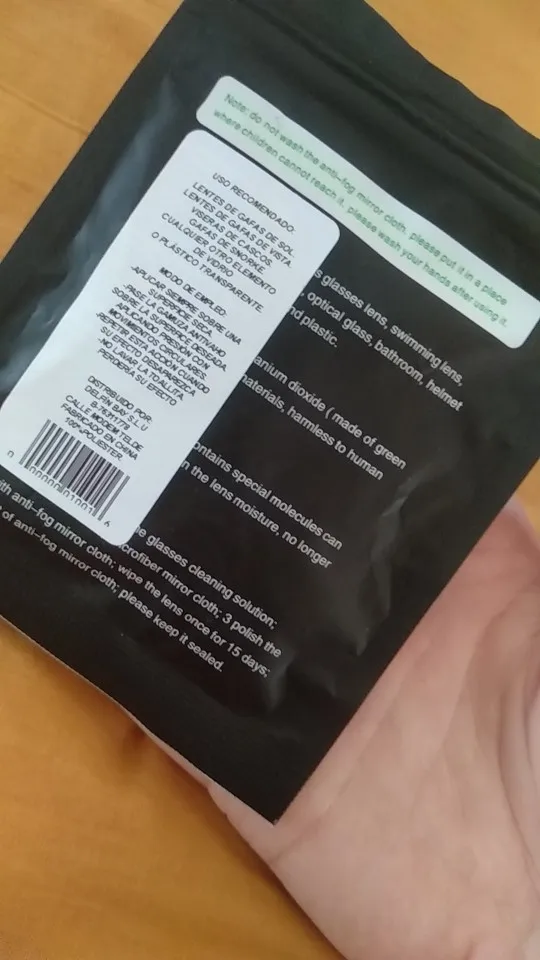 Note: do not wash the anti-fog mirror cloth. please put it in a place
where children cannot reach it. please wash your hands after using it.
USO RECOMENDADO:
LENTES DE GAFAS DE SOL
LENTES DE GAFAS DE VISTA
VISERAS DE CASCOS
GAFAS DE SNORKE
CUALQUIER OTRO ELEMENTO
DE VIDRIO
O PLÁSTICO TRANSPARENTE.
MODO DE EMPLEO:
-APLICAR SIEMPRE SOBRE UNA
SUPERFICIE SECA
-PASE LA GAMUZA ANTIVAHO
SOBRE LA SUPERFICIE DESEADA
APLICANDO PRESIÓN CON
MOVIMIENTOS CIRCULARES.
-REPETIR ESTA ACCIÓN CUANDO
SU EFECTO DESAPAREZCA
-NO LAVAR LA TOALLITA
PERDERÍA SU EFECTO
DISTRIBUIDO POR:
DELFIN BAY S.L.U
B-76311778
CALLE MODEM TELDE
FABRICADO EN CHINA
100% POLIESTER
s glasses lens, swimming lens,
, optical glass, bathroom, helmet
nd plastic.
anium dioxide ( made of green
materials, harmless to human
ontains special molecules can
n the lens moisture, no longer
e glasses cleaning solution;
crofiber mirror cloth; 3 polish the
ith anti-fog mirror cloth; wipe the lens once for 15 days;
e of anti-fog mirror cloth; please keep it sealed.